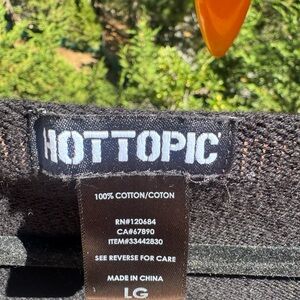 HOTTOPIC
100% COTTON/COTON
RN#120684
CA#67890
ITEM#33442830
SEE REVERSE FOR CARE
MADE IN CHINA
LG